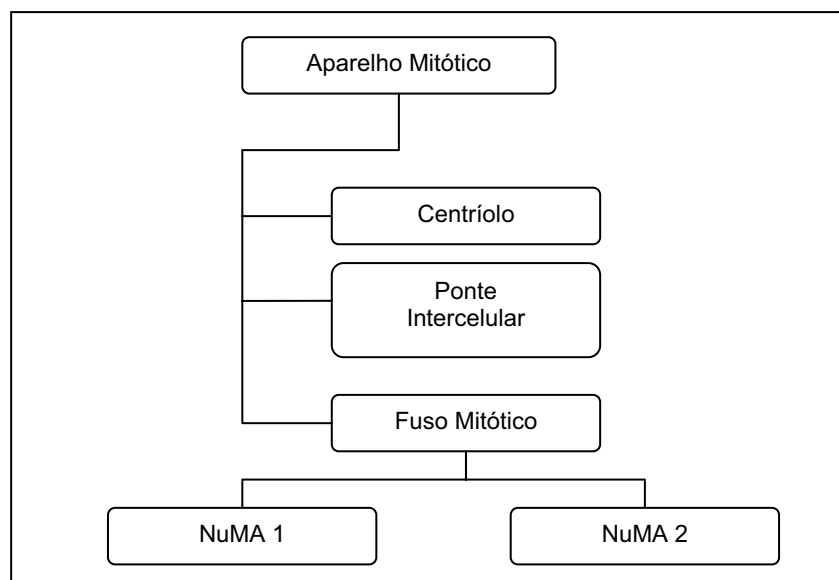 Aparelho Mitótico
Centríolo
Ponte
Intercelular
Fuso Mitótico
NuMA 1
NuMA 2